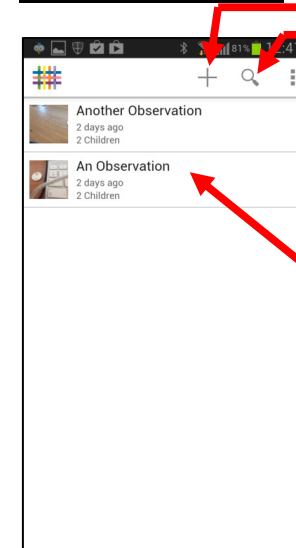 81%
Another Observation
2 days ago
2 Children
An Observation
2 days ago
2 Children